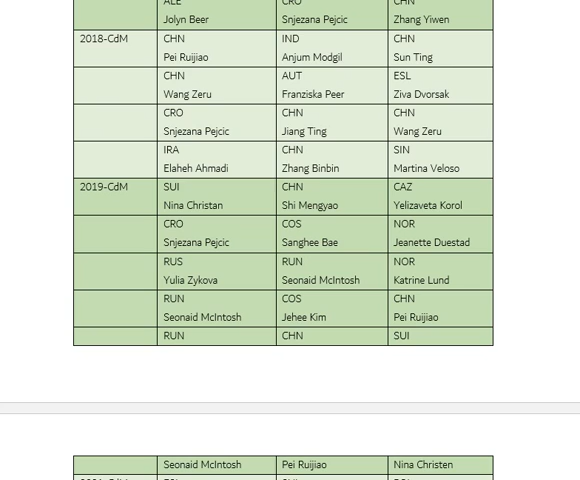 ALE CRO CHN
Jolyn Beer Snjezana Pejcic Zhang Yiwen
2018-CdM CHN IND CHN
Pei Ruijiao Anjum Modgil Sun Ting
CHN AUT ESL
Wang Zeru Franziska Peer Ziva Dvorsak
CRO CHN CHN
Snjezana Pejcic Jiang Ting Wang Zeru
IRA CHN SIN
Elaheh Ahmadi Zhang Binbin Martina Veloso
2019-CdM SUI CHN CAZ
Nina Christan Shi Mengyao Yelizaveta Korol
CRO COS NOR
Snjezana Pejcic Sanghee Bae Jeanette Duestad
RUS RUN NOR
Yulia Zykova Seonaid McIntosh Katrine Lund
RUN COS CHN
Seonaid McIntosh Jehee Kim Pei Ruijiao
RUN CHN SUI
Seonaid McIntosh Pei Ruijiao Nina Christen